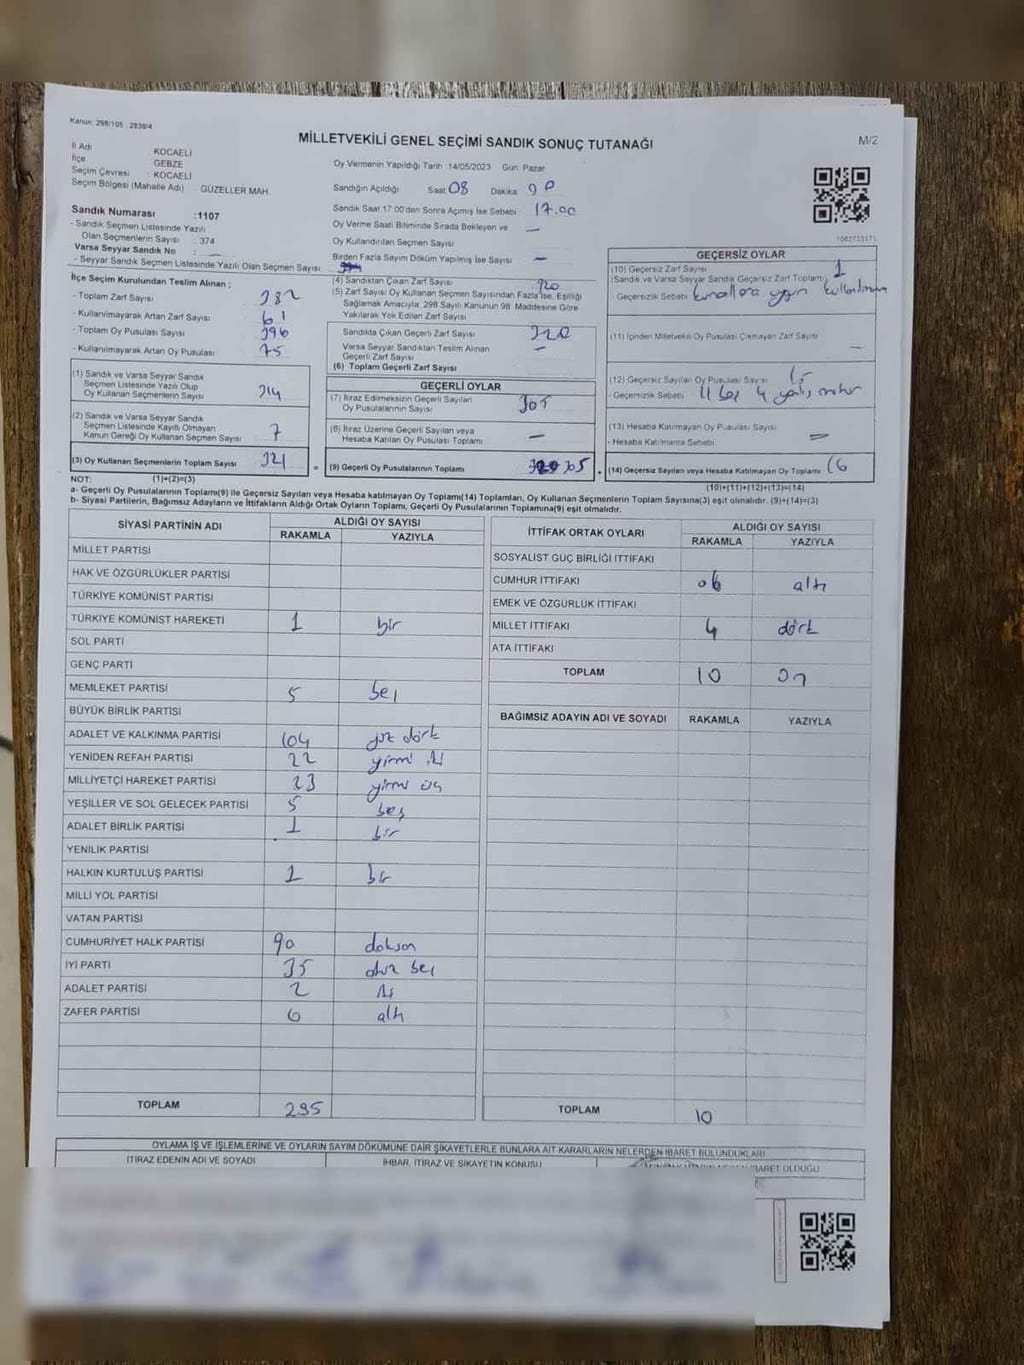 Kanun; 298/105 : 2839/4
MİLLETVEKİLİ GENEL SEÇİMİ SANDIK SONUÇ TUTANAĞI
M/2
İl Adı KOCAELİ
İlçe GEBZE
Seçim Çevresi : KOCAELİ
Seçim Bölgesi (Mahalle Adı) GÜZELLER MAH.
Oy Vermenin Yapıldığı Tarih :14/05/2023 Gün: Pazar
Sandığın Açıldığı Saat 08 Dakika
Sandık Saat 17:00'den Sonra Açılmış İse Sebebi : 17.00
Oy Verme Saati Bitiminde Sırada Bekleyen ve —
Oy Kullandırılan Seçmen Sayısı
Birden Fazla Sayım Döküm Yapılmış İse Sayısı —
Sandık Numarası :1107
- Sandık Seçmen Listesinde Yazılı
Olan Seçmenlerin Sayısı : 374
Varsa Seyyar Sandık No :
- Seyyar Sandık Seçmen Listesinde Yazılı Olan Seçmen Sayısı :
İlçe Seçim Kurulundan Teslim Alınan ;
- Toplam Zarf Sayısı 382
- Kullanılmayarak Artan Zarf Sayısı 61
- Toplam Oy Pusulası Sayısı 396
- Kullanılmayarak Artan Oy Pusulası 75
(1) Sandık ve Varsa Seyyar Sandık
Seçmen Listesinde Yazılı Olup
Oy Kullanan Seçmenlerin Sayısı 314
(2) Sandık ve Varsa Seyyar Sandık
Seçmen Listesinde Kayıtlı Olmayan
Kanun Gereği Oy Kullanan Seçmen Sayısı 7
(3) Oy Kullanan Seçmenlerin Toplam Sayısı 321
(4) Sandıktan Çıkan Zarf Sayısı
(5) Zarf Sayısı Oy Kullanan Seçmen Sayısından Fazla İse, Eşitliği
Sağlamak Amacıyla, 298 Sayılı Kanunun 98. Maddesine Göre
Yakılarak Yok Edilen Zarf Sayısı
Sandıkta Çıkan Geçerli Zarf Sayısı
Varsa Seyyar Sandıktan Teslim Alınan
Geçerli Zarf Sayısı —
(6) Toplam Geçerli Zarf Sayısı
GEÇERLİ OYLAR
(7) İtiraz Edilmeksizin Geçerli Sayılan
Oy Pusulalarının Sayısı 305
(8) İtiraz Üzerine Geçerli Sayılan veya
Hesaba Katılan Oy Pusulası Toplamı —
= (9) Geçerli Oy Pusulalarının Toplamı 305 +
1082733171
GEÇERSİZ OYLAR
(10) Geçersiz Zarf Sayısı 1
(Sandık ve Varsa Seyyar Sandık Geçersiz Zarf Toplamı)
- Geçersizlik Sebebi kurallara uygun kullanılmama
(11) İçinden Milletvekili Oy Pusulası Çıkmayan Zarf Sayısı —
(12) Geçersiz Sayılan Oy Pusulası Sayısı 15
- Geçersizlik Sebebi 11 boş 4
(13) Hesaba Katılmayan Oy Pusulası Sayısı
- Hesaba Katılmama Sebebi —
(14) Geçersiz Sayılan veya Hesaba Katılmayan Oy Toplamı 16
NOT: (1)+(2)=(3)
(10)+(11)+(12)+(13)=(14)
a- Geçerli Oy Pusulalarının Toplamı(9) ile Geçersiz Sayılan veya Hesaba katılmayan Oy Toplamı(14) Toplamları, Oy Kullanan Seçmenlerin Toplam Sayısına(3) eşit olmalıdır. (9)+(14)=(3)
b- Siyasi Partilerin, Bağımsız Adayların ve İttifakların Aldığı Ortak Oyların Toplamı, Geçerli Oy Pusulalarının Toplamına(9) eşit olmalıdır.
SİYASİ PARTİNİN ADI ALDIĞI OY SAYISI
RAKAMLA YAZIYLA
MİLLET PARTİSİ
HAK VE ÖZGÜRLÜKLER PARTİSİ
TÜRKİYE KOMÜNİST PARTİSİ
TÜRKİYE KOMÜNİST HAREKETİ 1 bir
SOL PARTİ
GENÇ PARTİ
MEMLEKET PARTİSİ 5 beş
BÜYÜK BİRLİK PARTİSİ
ADALET VE KALKINMA PARTİSİ 104 yüz dört
YENİDEN REFAH PARTİSİ 22 yirmi iki
MİLLİYETÇİ HAREKET PARTİSİ 23 yirmi üç
YEŞİLLER VE SOL GELECEK PARTİSİ 5 beş
ADALET BİRLİK PARTİSİ 1 bir
YENİLİK PARTİSİ
HALKIN KURTULUŞ PARTİSİ 1 bir
MİLLİ YOL PARTİSİ
VATAN PARTİSİ
CUMHURİYET HALK PARTİSİ 90 doksan
İYİ PARTİ 35 otuz beş
ADALET PARTİSİ 2 iki
ZAFER PARTİSİ 6 altı
TOPLAM 295
İTTİFAK ORTAK OYLARI ALDIĞI OY SAYISI
RAKAMLA YAZIYLA
SOSYALİST GÜÇ BİRLİĞİ İTTİFAKI
CUMHUR İTTİFAKI 06 altı
EMEK VE ÖZGÜRLÜK İTTİFAKI
MİLLET İTTİFAKI 4 dört
ATA İTTİFAKI
TOPLAM 10 on
BAĞIMSIZ ADAYIN ADI VE SOYADI RAKAMLA YAZIYLA
TOPLAM 10
OYLAMA İŞ VE İŞLEMLERİNE VE OYLARIN SAYIM DÖKÜMÜNE DAİR ŞİKAYETLERLE BUNLARA AİT KARARLARIN NELERDEN İBARET BULUNDUKLARI
İTİRAZ EDENİN ADI VE SOYADI
İHBAR, İTİRAZ VE ŞİKAYETİN KONUSU
İBARET OLDUĞU